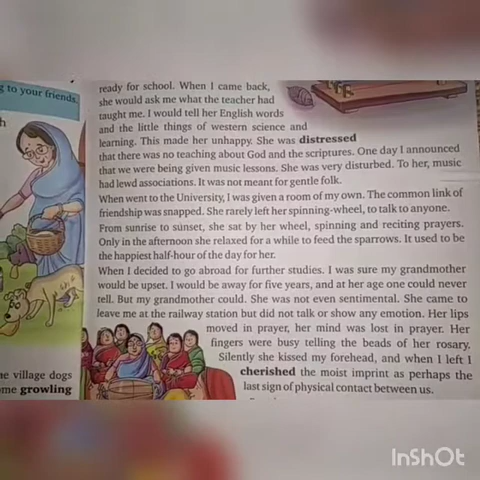 g to your friends.
h
ne village dogs
ome growling
ready for school. When I came back,
she would ask me what the teacher had
taught me. I would tell her English words
and the little things of western science and
learning. This made her unhappy. She was distressed
that there was no teaching about God and the scriptures. One day I announced
that we were being given music lessons. She was very disturbed. To her, music
had lewd associations. It was not meant for gentle folk.
When went to the University, I was given a room of my own. The common link of
friendship was snapped. She rarely left her spinning-wheel, to talk to anyone.
From sunrise to sunset, she sat by her wheel, spinning and reciting prayers.
Only in the afternoon she relaxed for a while to feed the sparrows. It used to be
the happiest half-hour of the day for her.
When I decided to go abroad for further studies. I was sure my grandmother
would be upset. I would be away for five years, and at her age one could never
tell. But my grandmother could. She was not even sentimental. She came to
leave me at the railway station but did not talk or show any emotion. Her lips
moved in prayer, her mind was lost in prayer. Her
fingers were busy telling the beads of her rosary.
Silently she kissed my forehead, and when I left I
cherished the moist imprint as perhaps the
last sign of physical contact between us.
InShOt